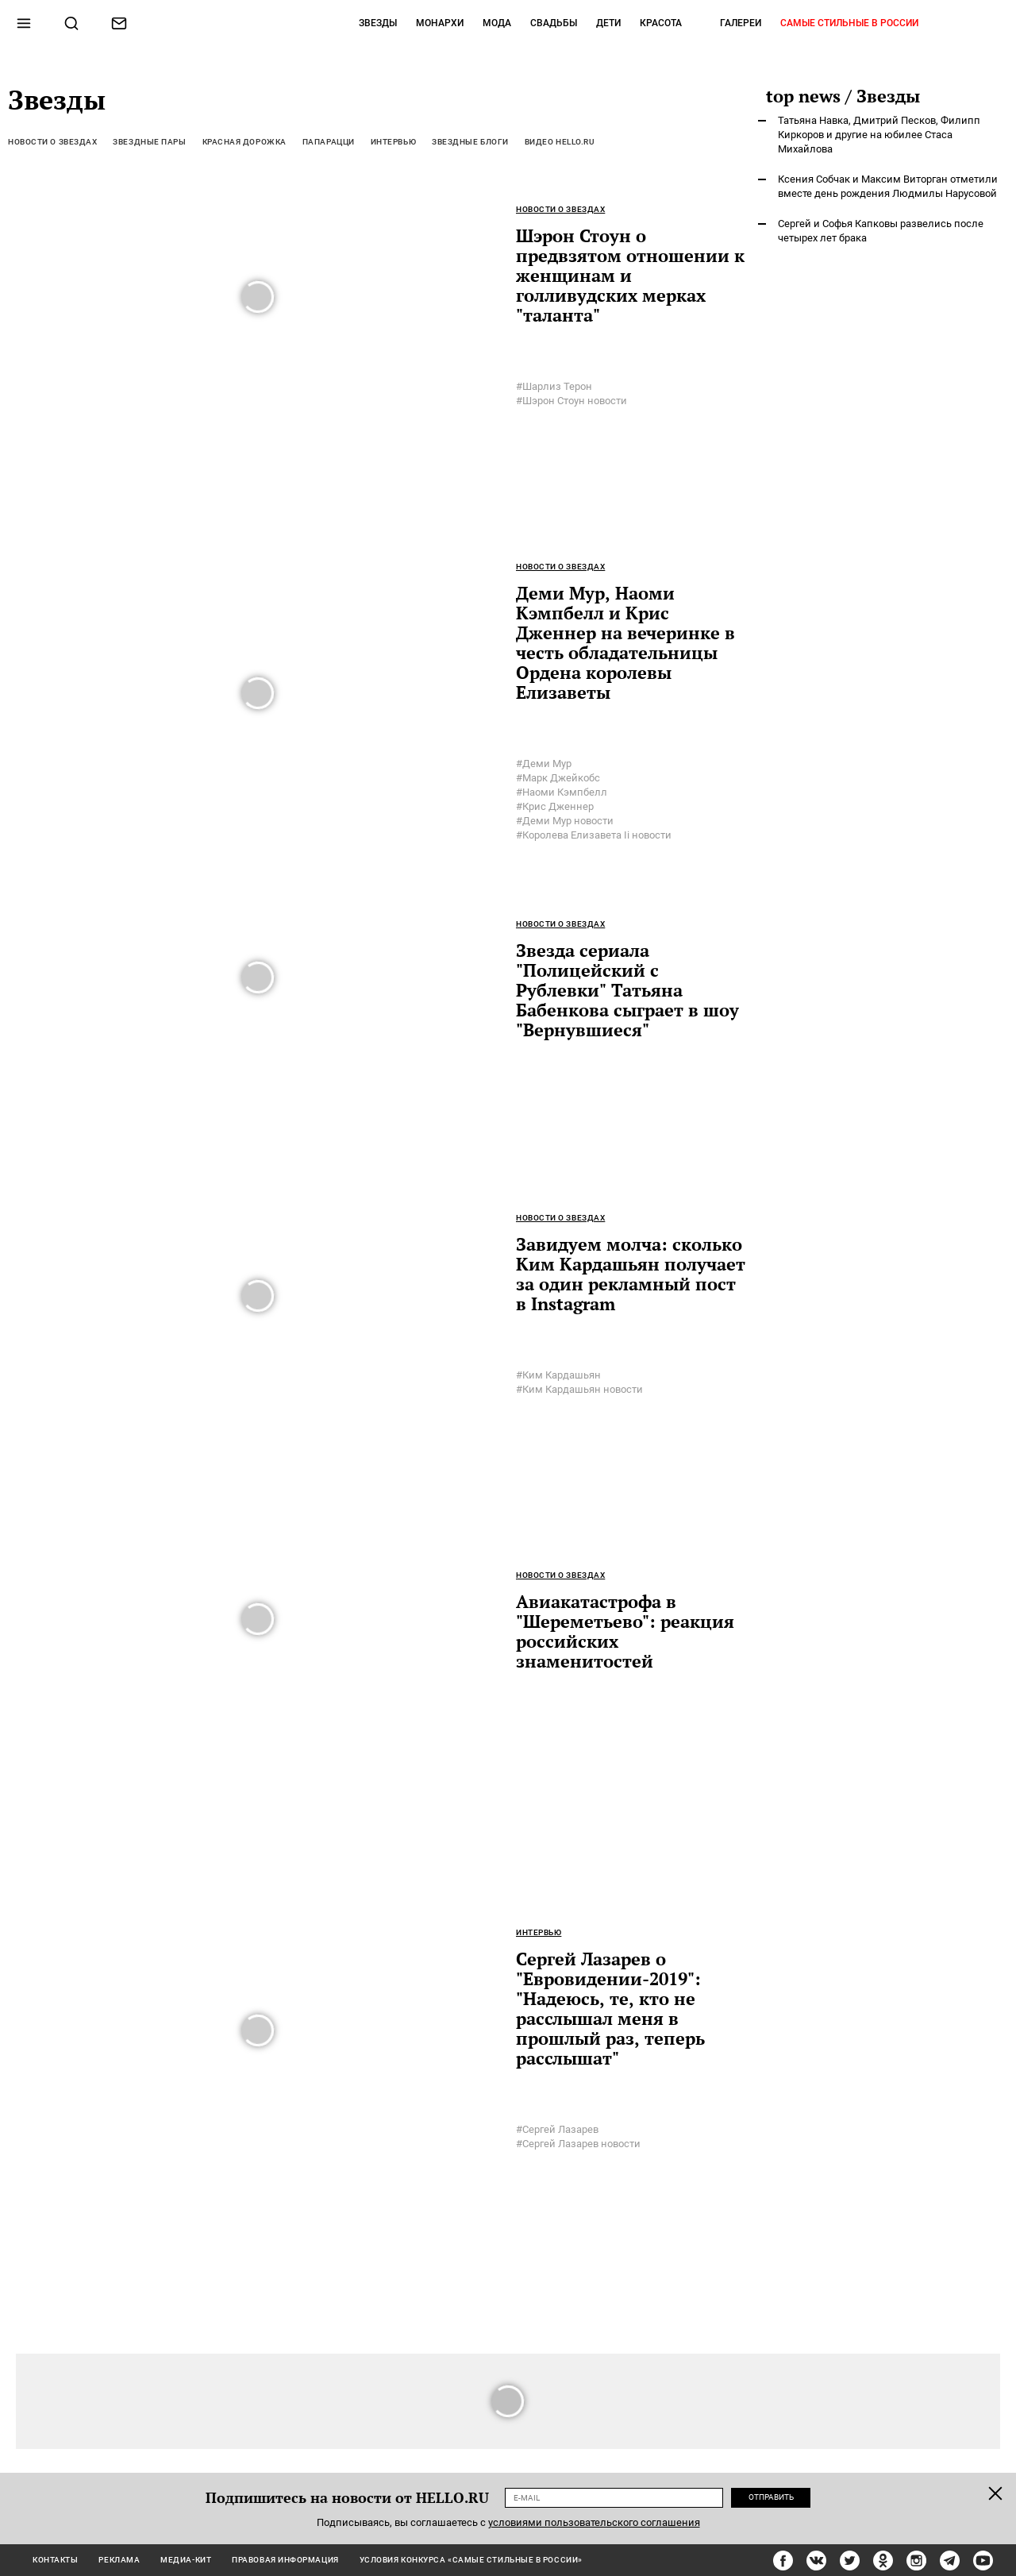 ЗВЕЗДЫ МОНАРХИ МОДА СВАДЬБЫ ДЕТИ КРАСОТА ГАЛЕРЕИ САМЫЕ СТИЛЬНЫЕ В РОССИИ
Звезды
НОВОСТИ О ЗВЕЗДАХ ЗВЕЗДНЫЕ ПАРЫ КРАСНАЯ ДОРОЖКА ПАПАРАЦЦИ ИНТЕРВЬЮ ЗВЕЗДНЫЕ БЛОГИ ВИДЕО HELLO.RU
top news / Звезды
Татьяна Навка, Дмитрий Песков, Филипп
Киркоров и другие на юбилее Стаса
Михайлова
Ксения Собчак и Максим Виторган отметили
вместе день рождения Людмилы Нарусовой
Сергей и Софья Капковы развелись после
четырех лет брака
НОВОСТИ О ЗВЕЗДАХ
Шэрон Стоун о
предвзятом отношении к
женщинам и
голливудских мерках
"таланта"
#Шарлиз Терон
#Шэрон Стоун новости
НОВОСТИ О ЗВЕЗДАХ
Деми Мур, Наоми
Кэмпбелл и Крис
Дженнер на вечеринке в
честь обладательницы
Ордена королевы
Елизаветы
#Деми Мур
#Марк Джейкобс
#Наоми Кэмпбелл
#Крис Дженнер
#Деми Мур новости
#Королева Елизавета Ii новости
НОВОСТИ О ЗВЕЗДАХ
Звезда сериала
"Полицейский с
Рублевки" Татьяна
Бабенкова сыграет в шоу
"Вернувшиеся"
НОВОСТИ О ЗВЕЗДАХ
Завидуем молча: сколько
Ким Кардашьян получает
за один рекламный пост
в Instagram
#Ким Кардашьян
#Ким Кардашьян новости
НОВОСТИ О ЗВЕЗДАХ
Авиакатастрофа в
"Шереметьево": реакция
российских
знаменитостей
ИНТЕРВЬЮ
Сергей Лазарев о
"Евровидении-2019":
"Надеюсь, те, кто не
расслышал меня в
прошлый раз, теперь
расслышат"
#Сергей Лазарев
#Сергей Лазарев новости
Подпишитесь на новости от HELLO.RU E-MAIL ОТПРАВИТЬ
Подписываясь, вы соглашаетесь с условиями пользовательского соглашения
КОНТАКТЫ РЕКЛАМА МЕДИА-КИТ ПРАВОВАЯ ИНФОРМАЦИЯ УСЛОВИЯ КОНКУРСА «САМЫЕ СТИЛЬНЫЕ В РОССИИ»